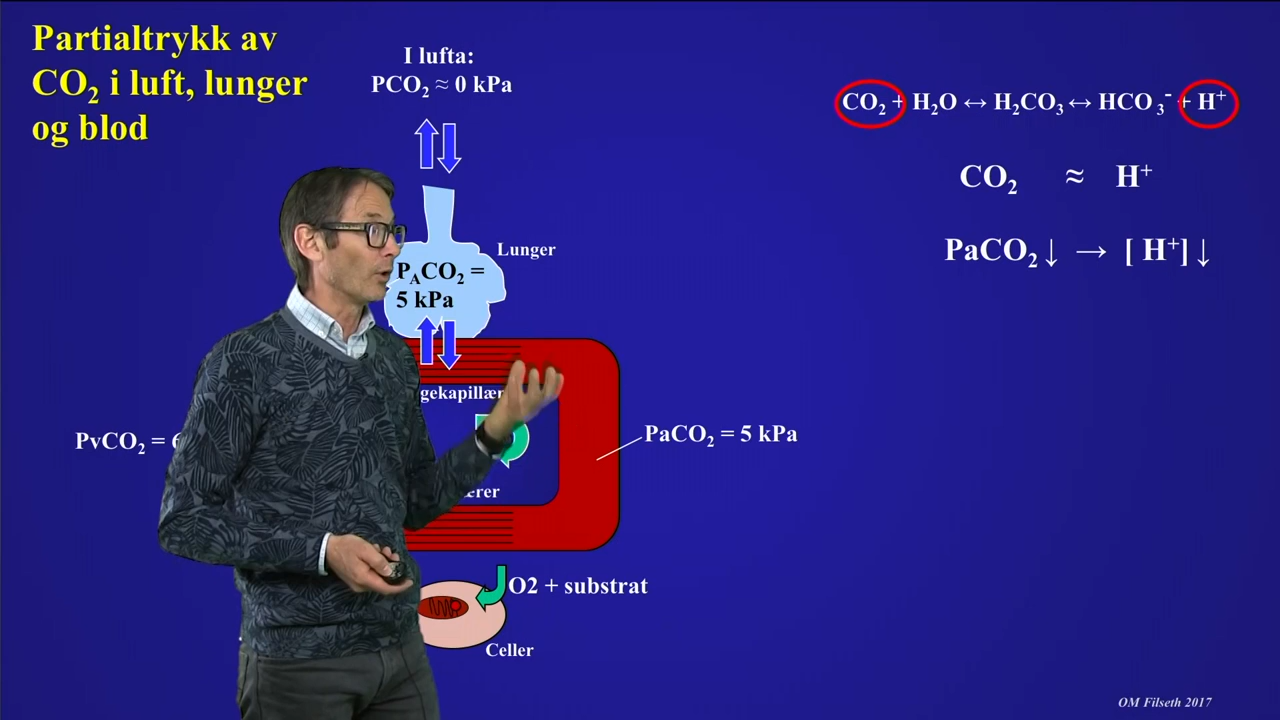 Partialtrykk av
CO₂ i luft, lunger
og blod
I lufta:
PCO₂ ≈ 0 kPa
CO₂ + H₂O ↔ H₂CO₃ ↔ HCO₃⁻ + H⁺
CO₂ ≈ H⁺
PaCO₂ ↓ → [ H⁺] ↓
Lunger
PACO₂ =
5 kPa
PvCO₂ =
PaCO₂ = 5 kPa
O2 + substrat
Celler
OM Filseth 2017